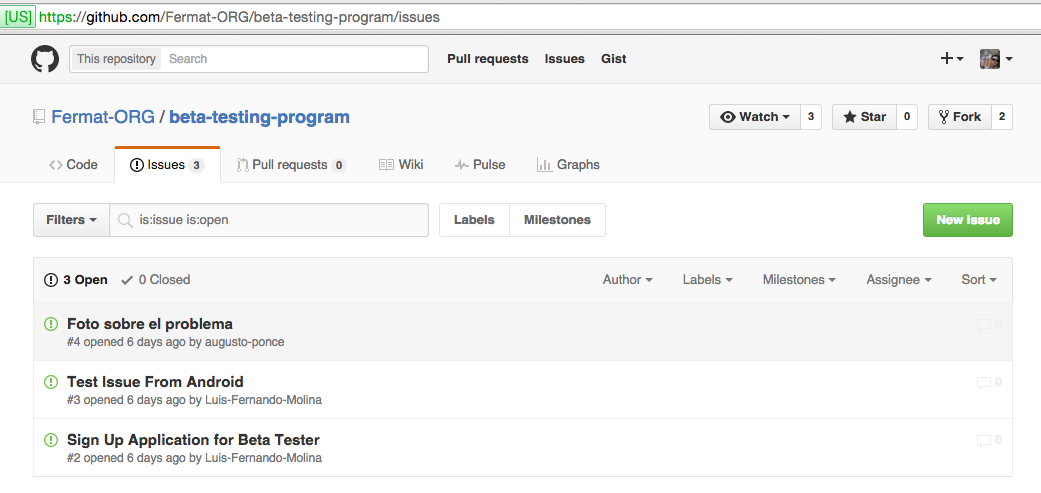 [US] https://github.com/Fermat-ORG/beta-testing-program/issues
This repository Search Pull requests Issues Gist
Fermat-ORG / beta-testing-program Watch 3 Star 0 Fork 2
Code Issues 3 Pull requests 0 Wiki Pulse Graphs
Filters is:issue is:open Labels Milestones New Issue
3 Open 0 Closed Author Labels Milestones Assignee Sort
Foto sobre el problema 0
#4 opened 6 days ago by augusto-ponce
Test Issue From Android 0
#3 opened 6 days ago by Luis-Fernando-Molina
Sign Up Application for Beta Tester 0
#2 opened 6 days ago by Luis-Fernando-Molina